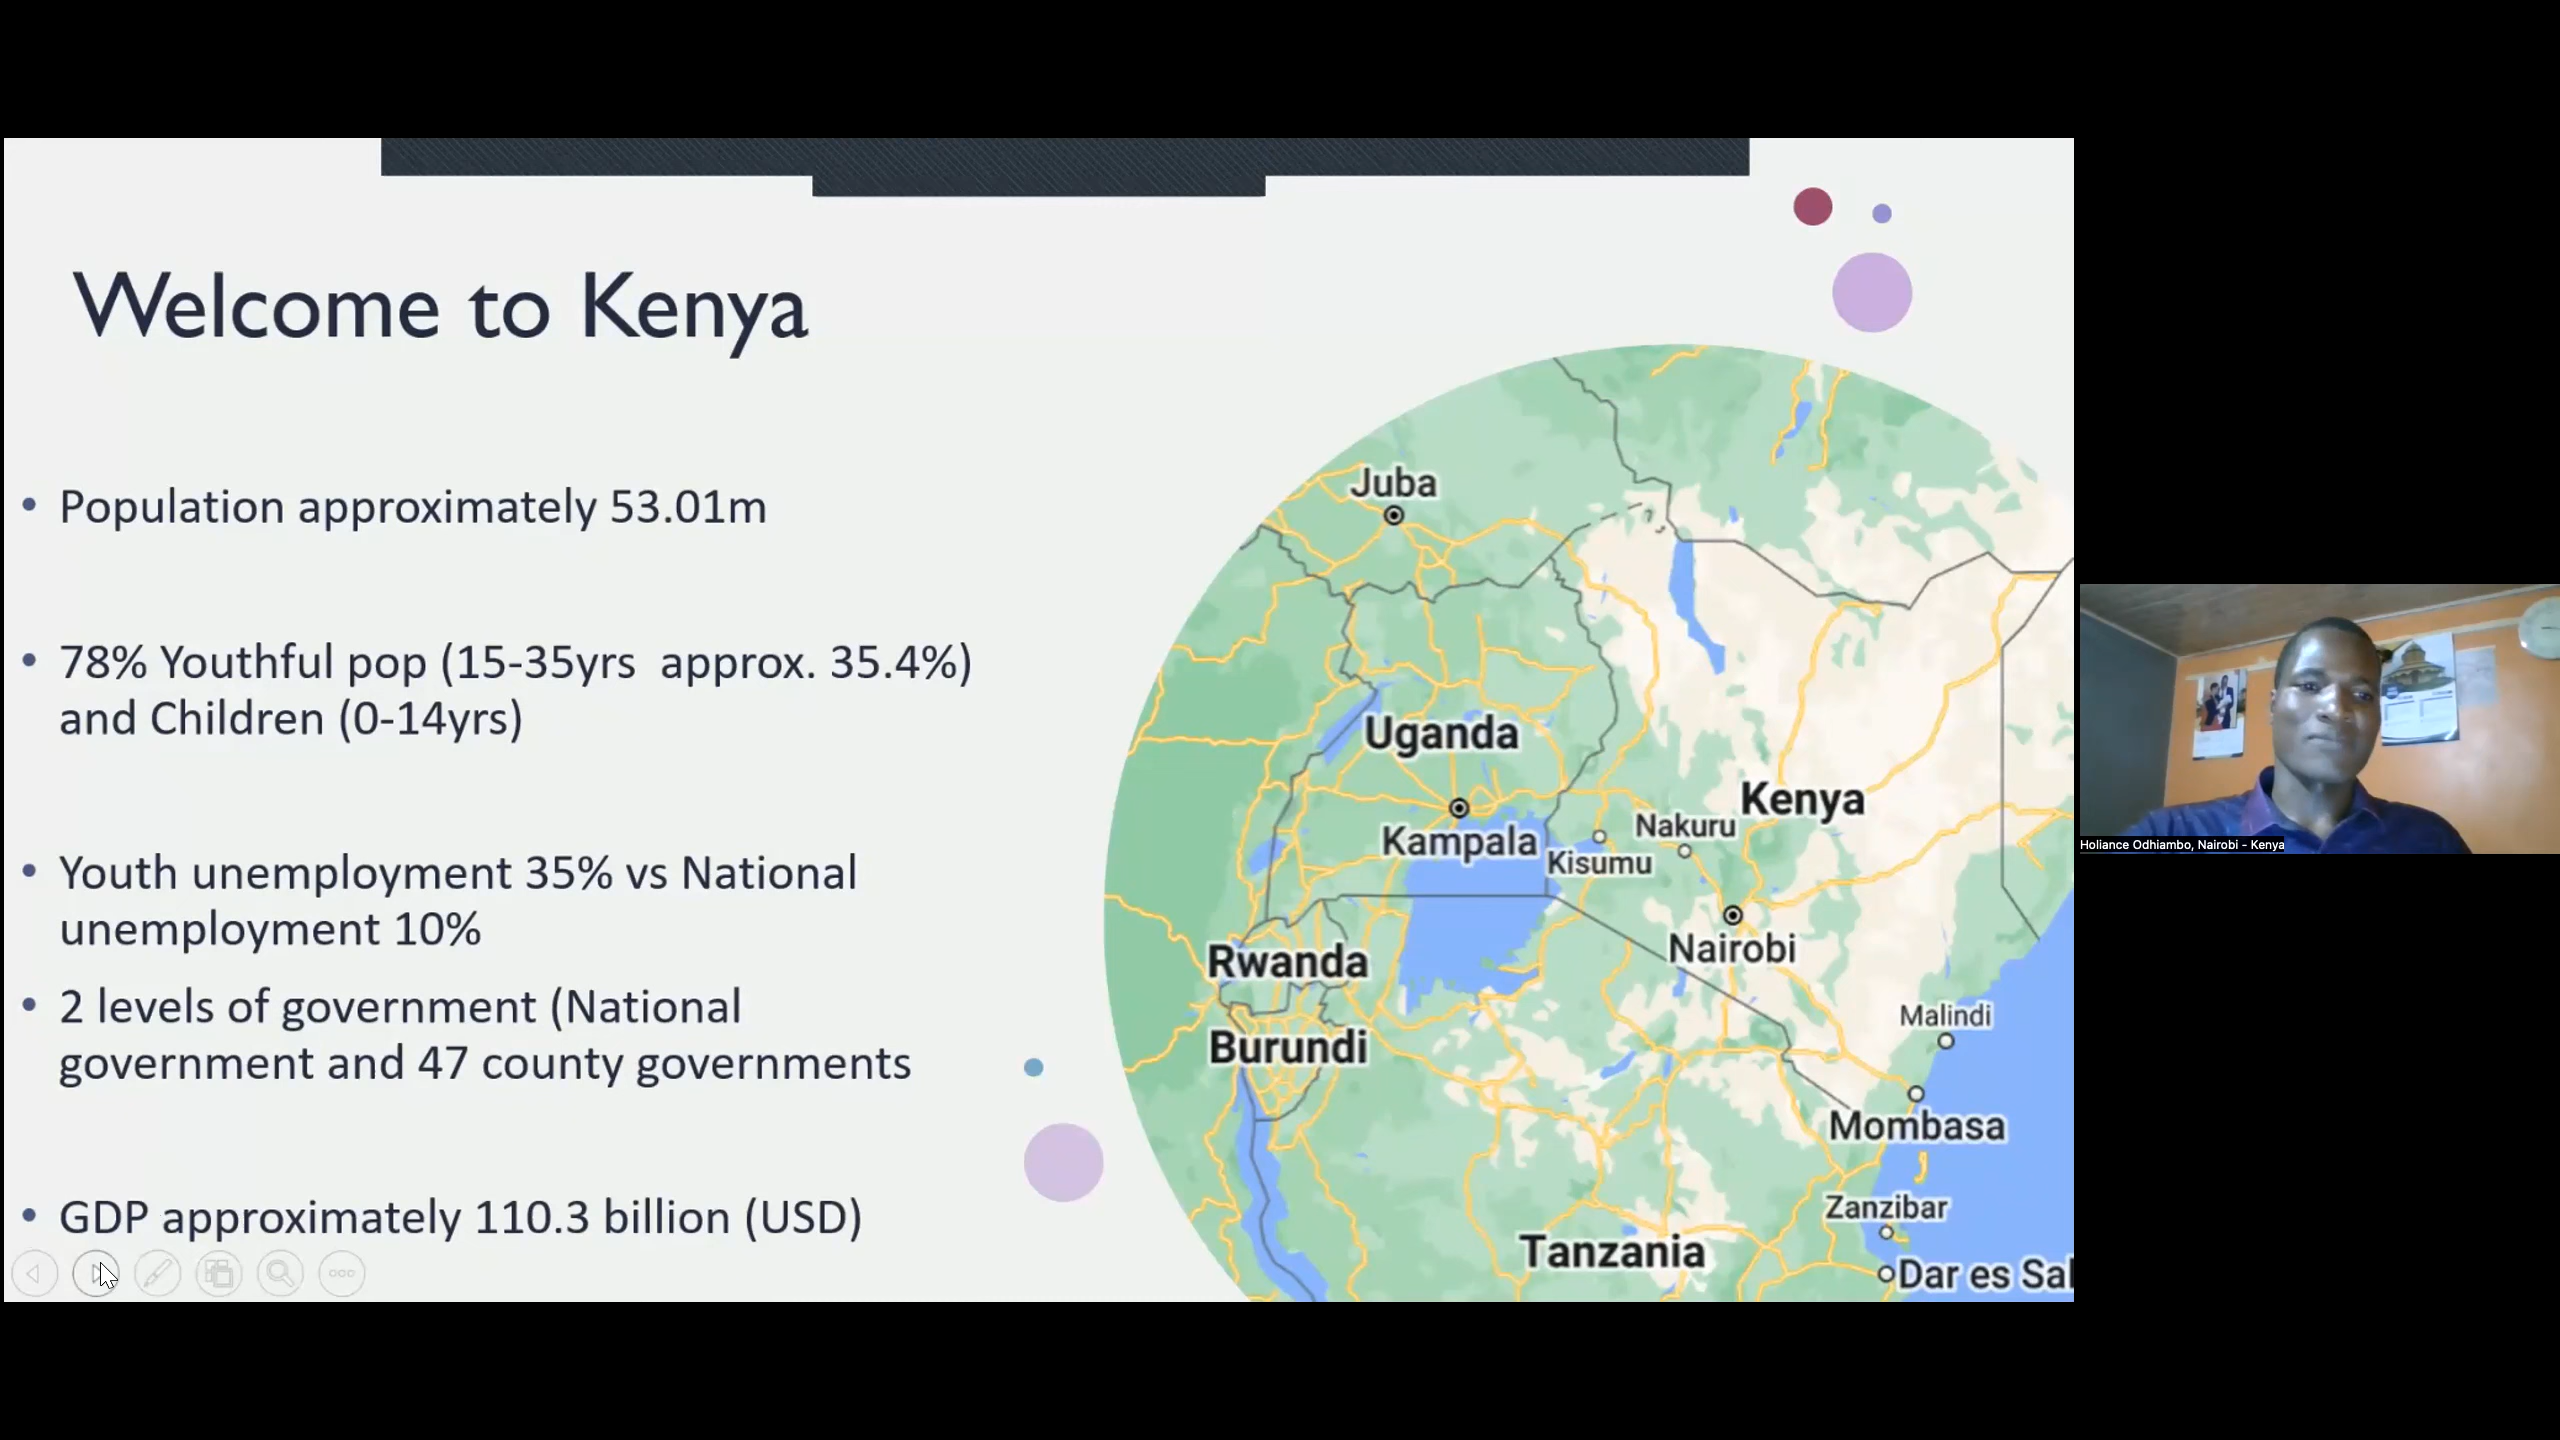 Welcome to Kenya
• Population approximately 53.01m
• 78% Youthful pop (15-35yrs  approx. 35.4%)
and Children (0-14yrs)
• Youth unemployment 35% vs National
unemployment 10%
• 2 levels of government (National
government and 47 county governments
• GDP approximately 110.3 billion (USD)
Juba
Uganda
Kenya
Nakuru
Kampala
Kisumu
Nairobi
Rwanda
Malindi
Burundi
Mombasa
Zanzibar
Tanzania
Dar es Sal
Holiance Odhiambo, Nairobi - Kenya